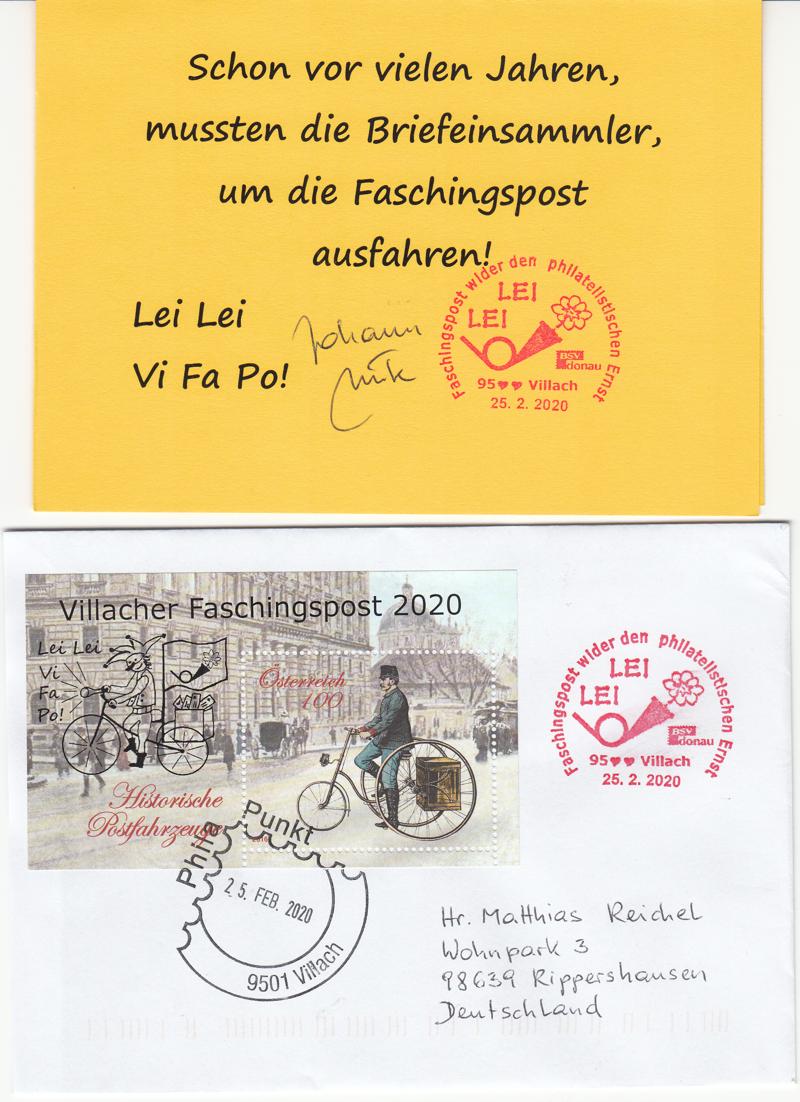 Schon vor vielen Jahren,
mussten die Briefeinsammler,
um die Faschingspost
ausfahren!
Lei Lei
Vi Fa Po!
Johann
Faschingspost wider den philatelistischen Ernst
LEI
LEI
BSV
donau
95♥♥ Villach
25. 2. 2020
Villacher Faschingspost 2020
Lei Lei
Vi
Fa
Po!
Österreich
100
Historische
Postfahrzeuge
Phila Punkt
25. FEB. 2020
9501 Villach
Faschingspost wider den philatelistischen Ernst
LEI
LEI
BSV
donau
95♥♥ Villach
25. 2. 2020
Hr. Matthias Reichel
Wohnpark 3
98639 Rippershausen
Deutschland